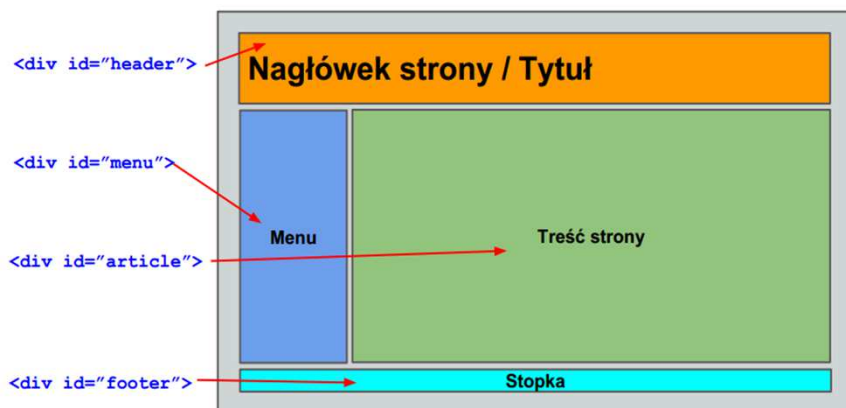 <div id=″header″>
Nagłówek strony / Tytuł
<div id=″menu″>
Menu
Treść strony
<div id=″article″>
<div id=″footer″>
Stopka